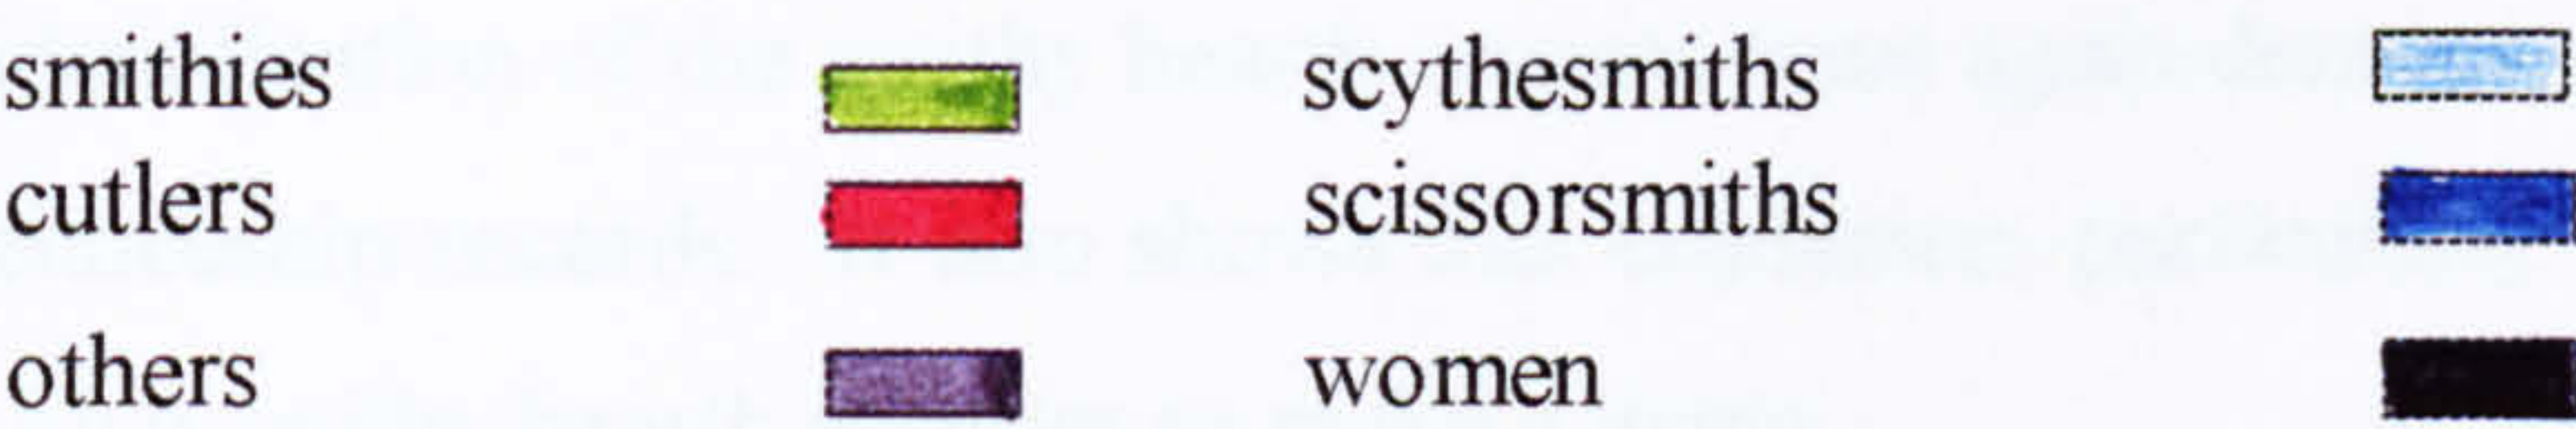 smithies scythesmiths
cutlers scissorsmiths
others women